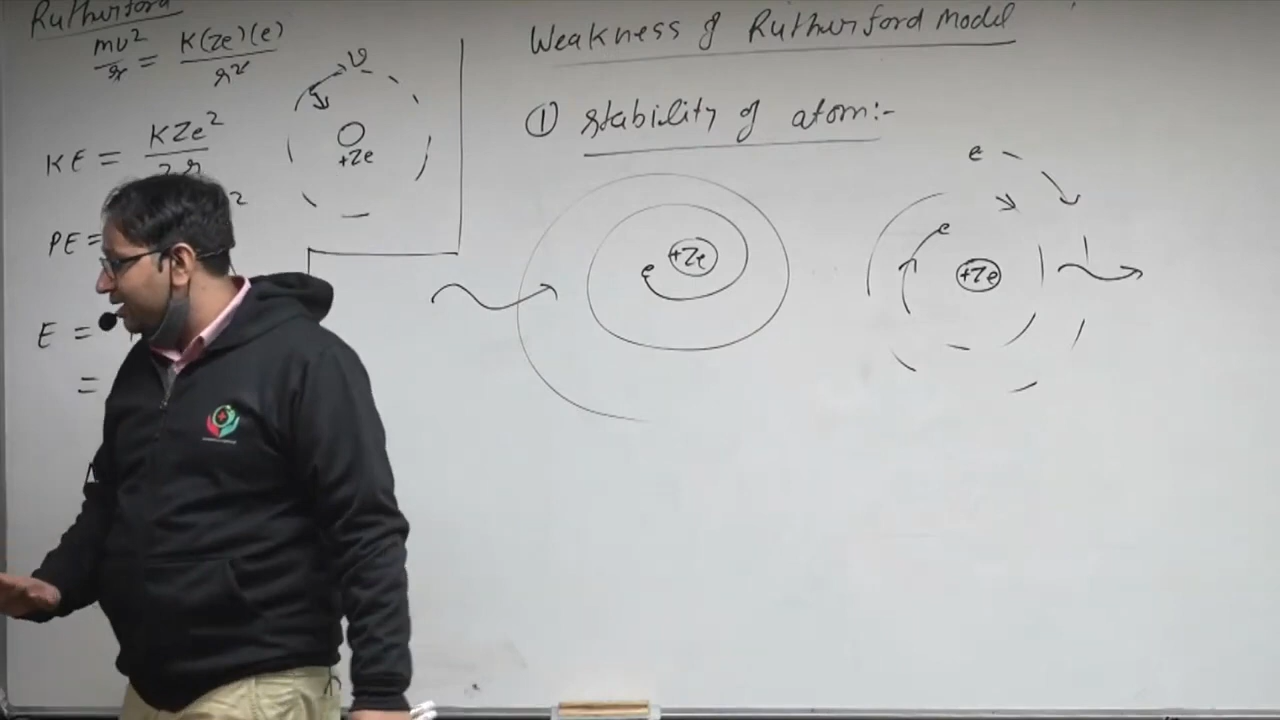 Rutherford
mv²/r = K(Ze)(e)/r²
v
+Ze
KE = KZe²/2r
PE =
2
E =
=
Weakness of Rutherford Model
① stability of atom:-
+Ze
e
e
e
+Ze